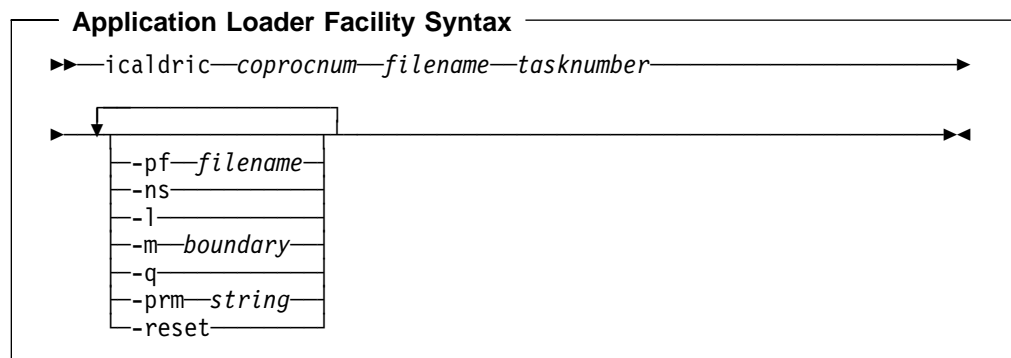 Application Loader Facility Syntax
icaldric coprocnum filename tasknumber
-pf filename
-ns
-l
-m boundary
-q
-prm string
-reset